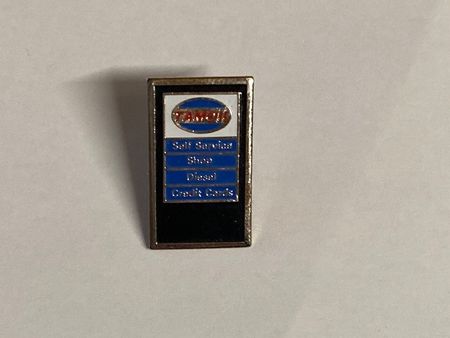 TAMOIL
Self Service
Shop
Diesel
Credit Cards